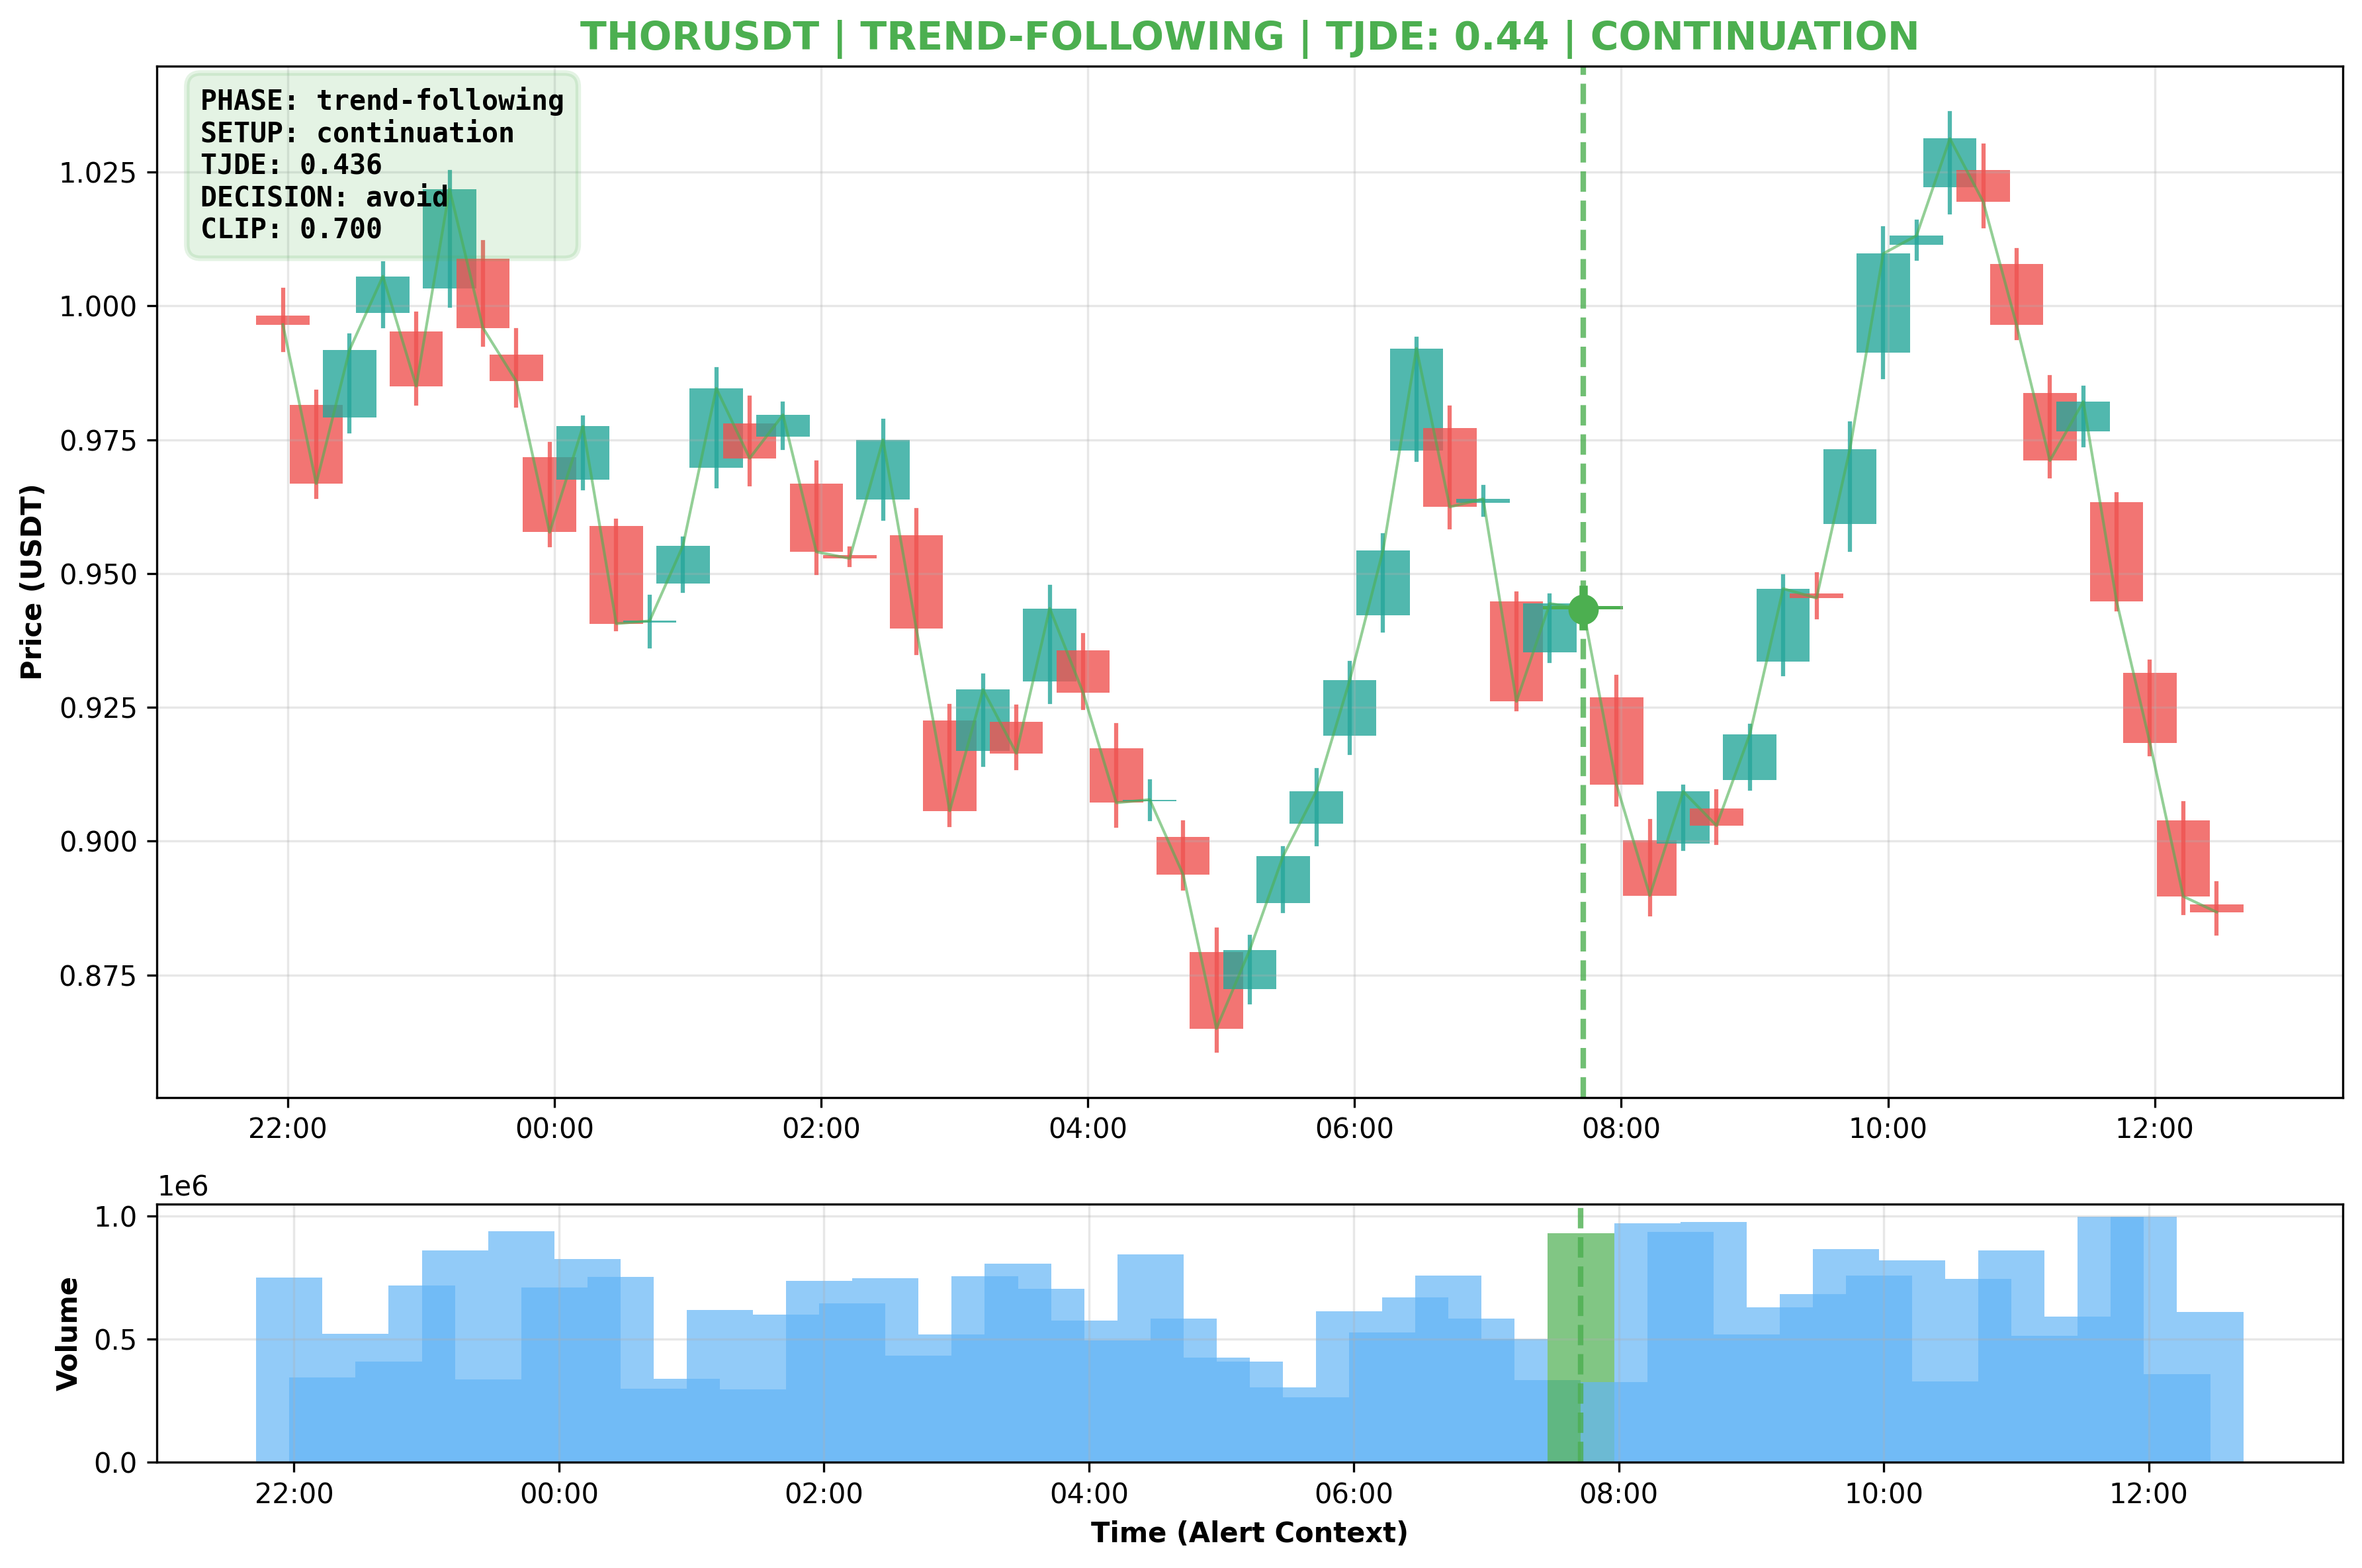 THORUSDT | TREND-FOLLOWING | TJDE: 0.44 | CONTINUATION
PHASE: trend-following
SETUP: continuation
TJDE: 0.436
DECISION: avoid
CLIP: 0.700
Price (USDT)
1.025
1.000
0.975
0.950
0.925
0.900
0.875
22:00 00:00 02:00 04:00 06:00 08:00 10:00 12:00
1e6
Volume
1.0
0.5
0.0
22:00 00:00 02:00 04:00 06:00 08:00 10:00 12:00
Time (Alert Context)